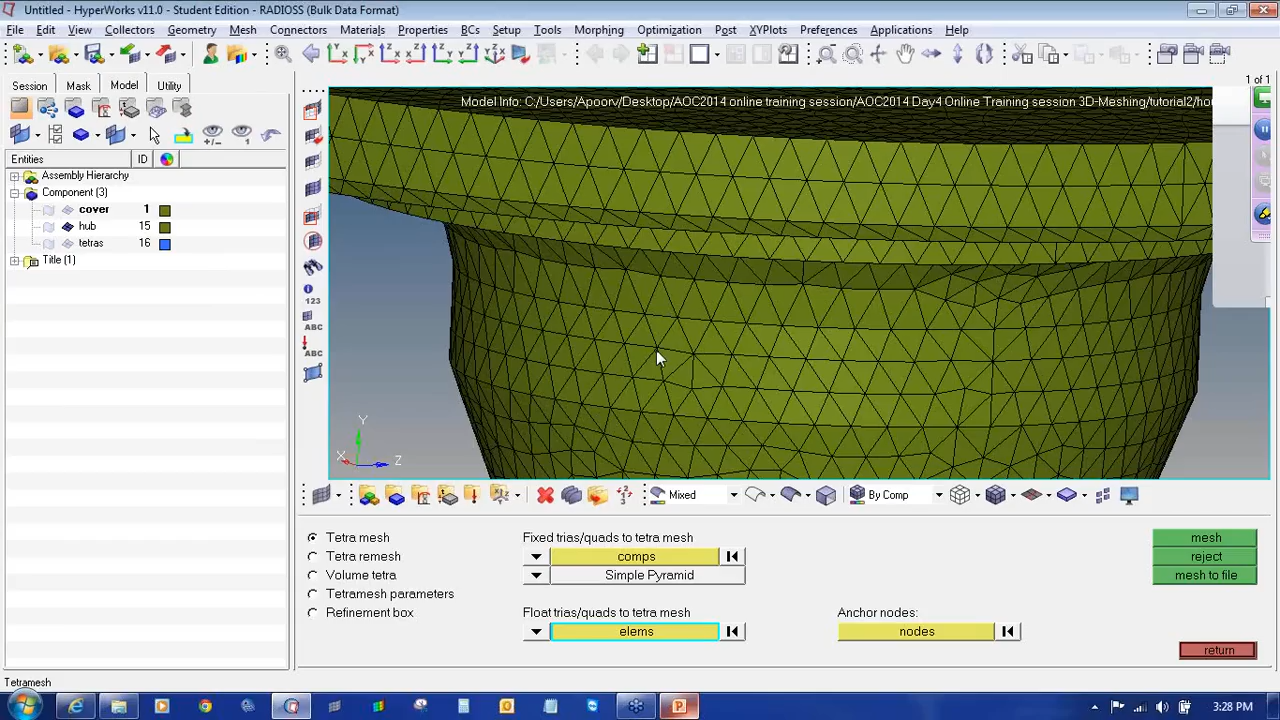 Untitled - HyperWorks v11.0 - Student Edition - RADIOSS (Bulk Data Format)
File Edit View Collectors Geometry Mesh Connectors Materials Properties BCs Setup Tools Morphing Optimization Post XYPlots Preferences Applications Help
Session Mask Model Utility
1 of 1
Model Info: C:/Users/Apoorv/Desktop/AOC2014 online training session/AOC2014 Day4 Online Training session 3D-Meshing/tutorial2/ho
Entities ID
Assembly Hierarchy
Component (3)
cover 1
hub 15
tetras 16
Title (1)
123
ABC
ABC
Y
X Z
Mixed
By Comp
Tetra mesh
Tetra remesh
Volume tetra
Tetramesh parameters
Refinement box
Fixed trias/quads to tetra mesh
comps
Simple Pyramid
Float trias/quads to tetra mesh
elems
Anchor nodes:
nodes
mesh
reject
mesh to file
return
Tetramesh
3:28 PM